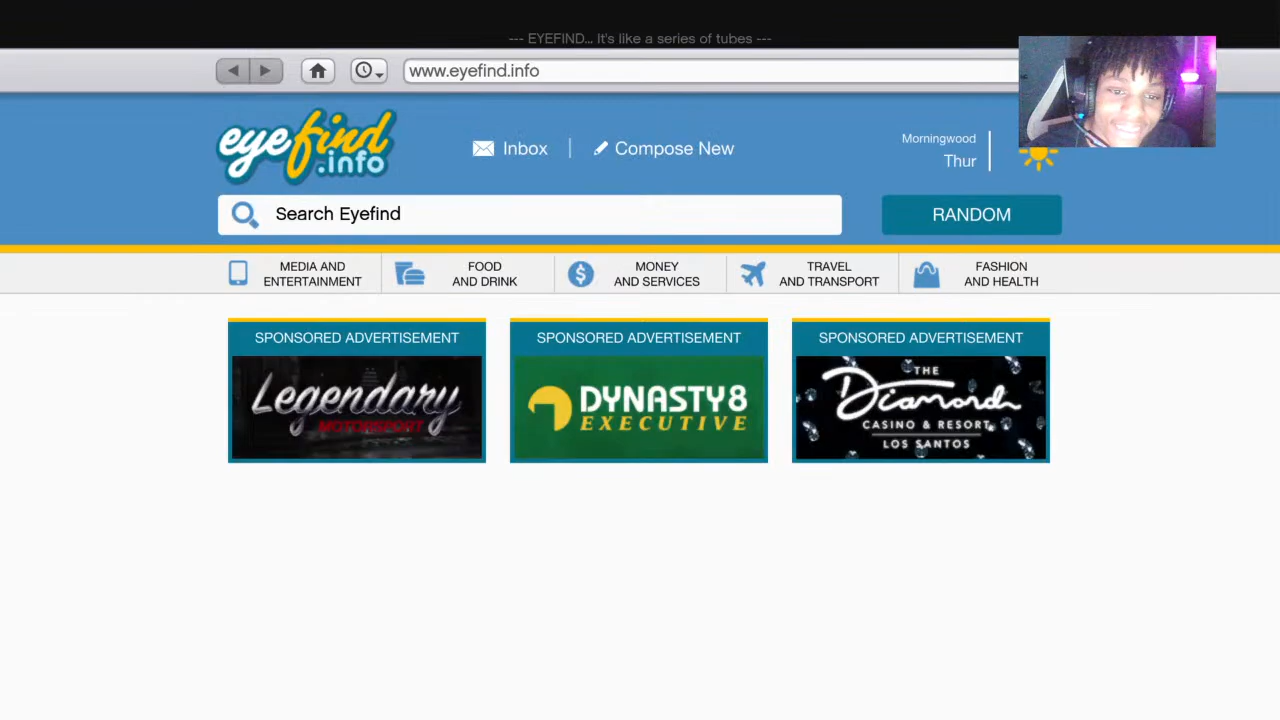 --- EYEFIND... It's like a series of tubes ---
www.eyefind.info
eyefind
.info
Inbox
Compose New
Morningwood
Thur
Search Eyefind
RANDOM
MEDIA AND
ENTERTAINMENT
FOOD
AND DRINK
MONEY
AND SERVICES
TRAVEL
AND TRANSPORT
FASHION
AND HEALTH
SPONSORED ADVERTISEMENT
Legendary
MOTORSPORT
SPONSORED ADVERTISEMENT
DYNASTY8
EXECUTIVE
SPONSORED ADVERTISEMENT
THE
Diamond
CASINO & RESORT
LOS SANTOS